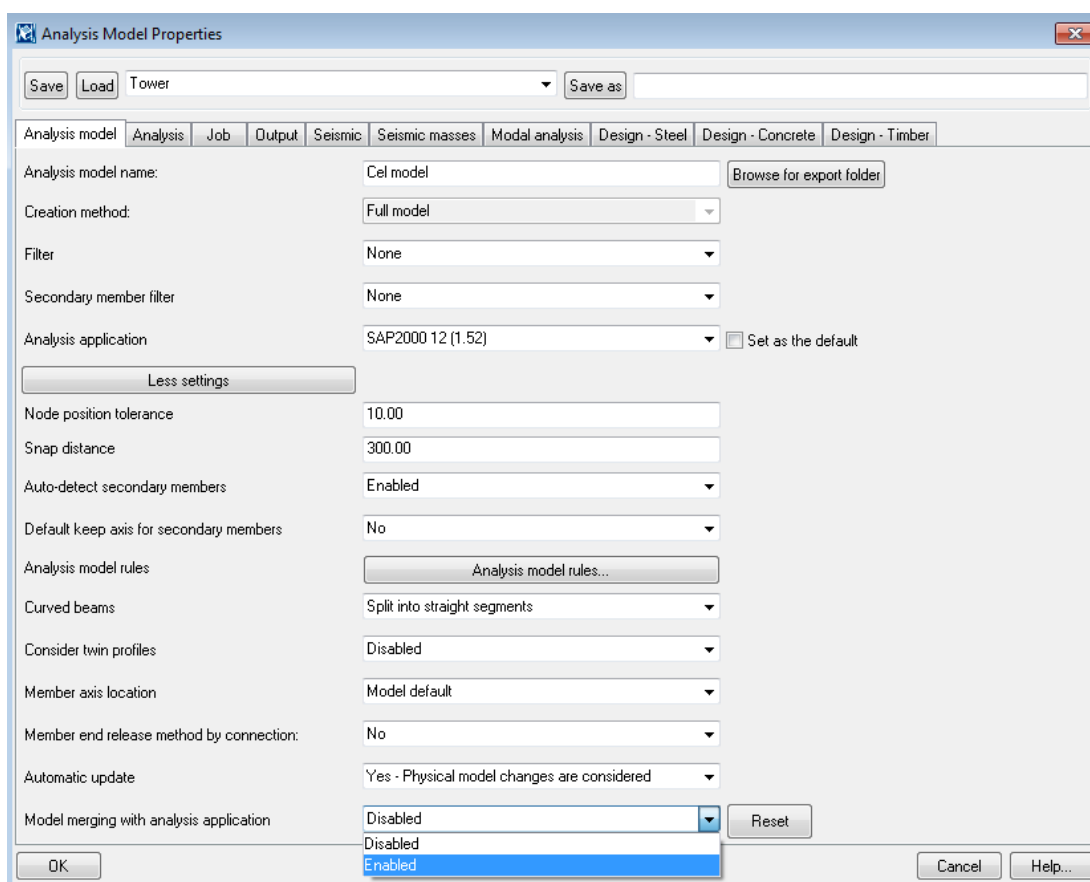 Analysis Model Properties
Save Load Tower Save as
Analysis model Analysis Job Output Seismic Seismic masses Modal analysis Design - Steel Design - Concrete Design - Timber
Analysis model name: Cel model Browse for export folder
Creation method: Full model
Filter None
Secondary member filter None
Analysis application SAP2000 12 (1.52) Set as the default
Less settings
Node position tolerance 10.00
Snap distance 300.00
Auto-detect secondary members Enabled
Default keep axis for secondary members No
Analysis model rules Analysis model rules...
Curved beams Split into straight segments
Consider twin profiles Disabled
Member axis location Model default
Member end release method by connection: No
Automatic update Yes - Physical model changes are considered
Model merging with analysis application Disabled Reset
Disabled
Enabled
OK Cancel Help...